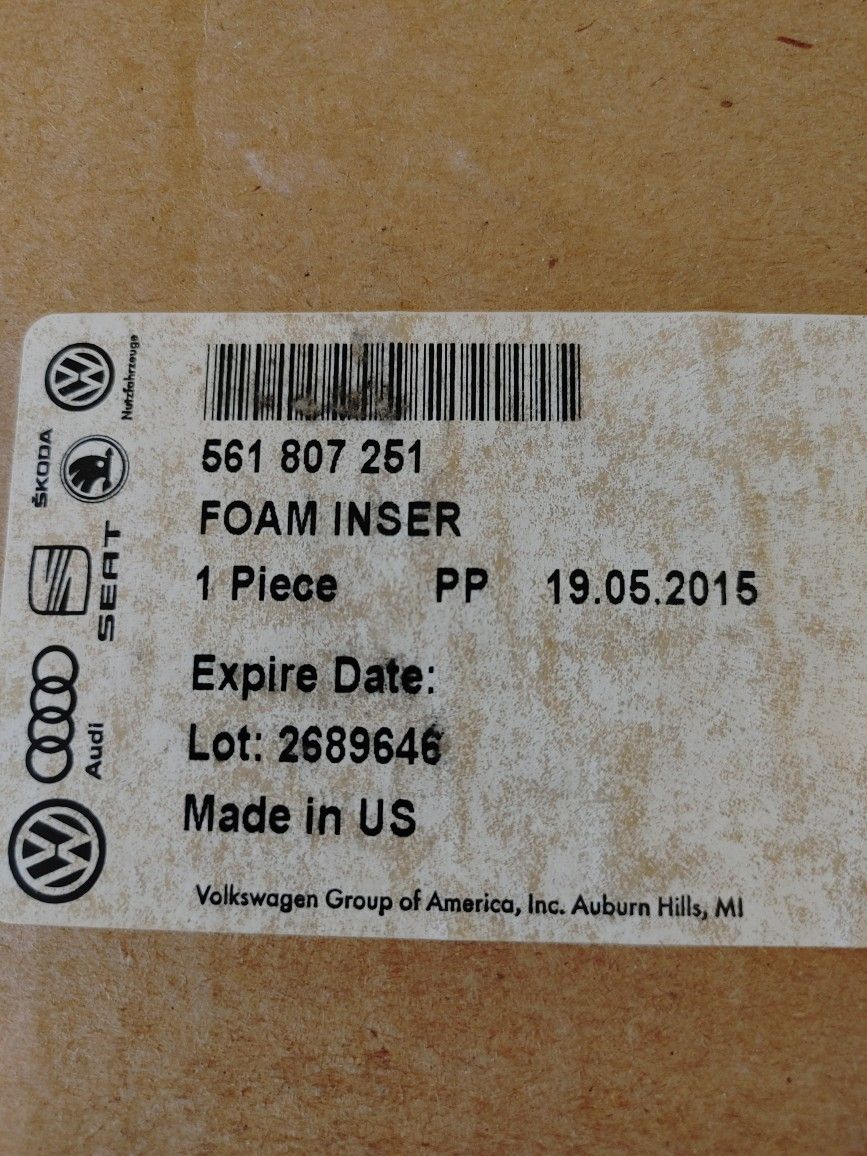 561 807 251
FOAM INSER
1 Piece PP 19.05.2015
Expire Date:
Lot: 2689646
Made in US
Volkswagen Group of America, Inc. Auburn Hills, MI
Nutzfahrzeuge
ŠKODA
SEAT
Audi